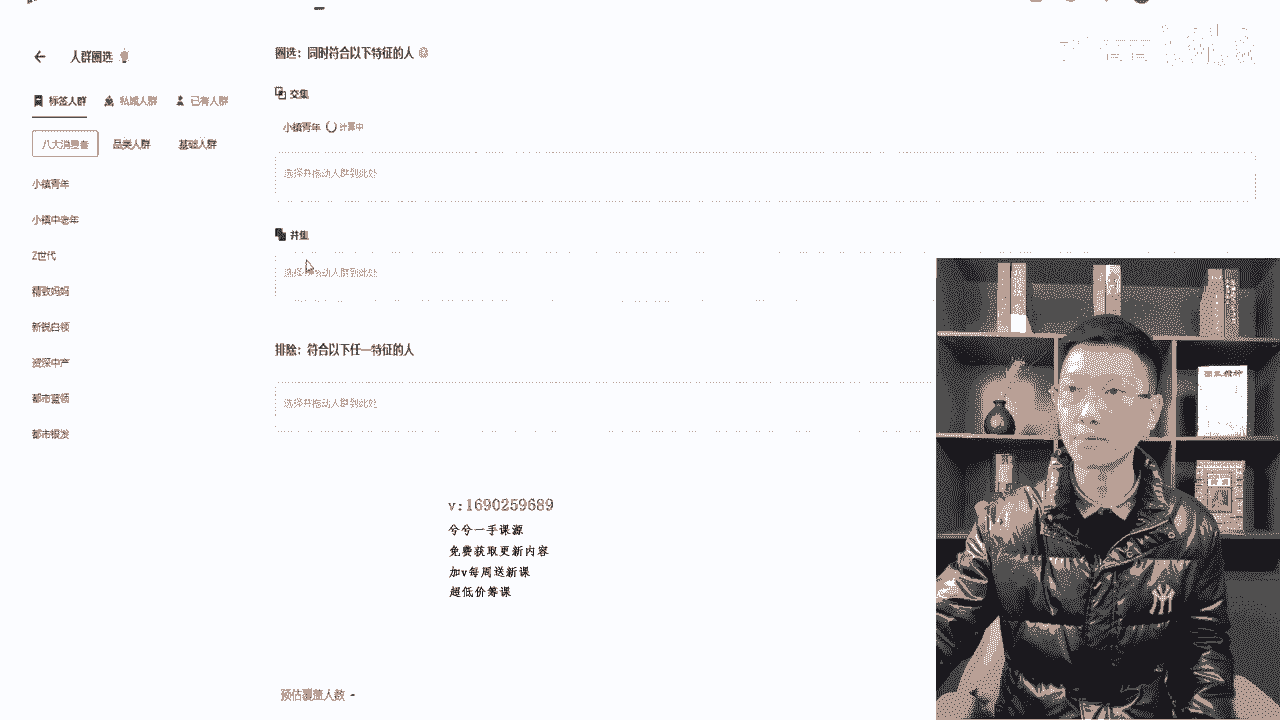 人群圈选
标签人群 私域人群 已有人群
八大消费者 品类人群 基础人群
小镇青年
小镇中老年
Z世代
精致妈妈
新锐白领
资深中产
都市蓝领
都市银发
圈选：同时符合以下特征的人
交集
小镇青年 计算中
选择并拖动人群到此处
并集
选择并拖动人群到此处
排除：符合以下任一特征的人
选择并拖动人群到此处
v:1690259689
兮兮一手课源
免费获取更新内容
加v每周送新课
超低价筹课
预估覆盖人数 -